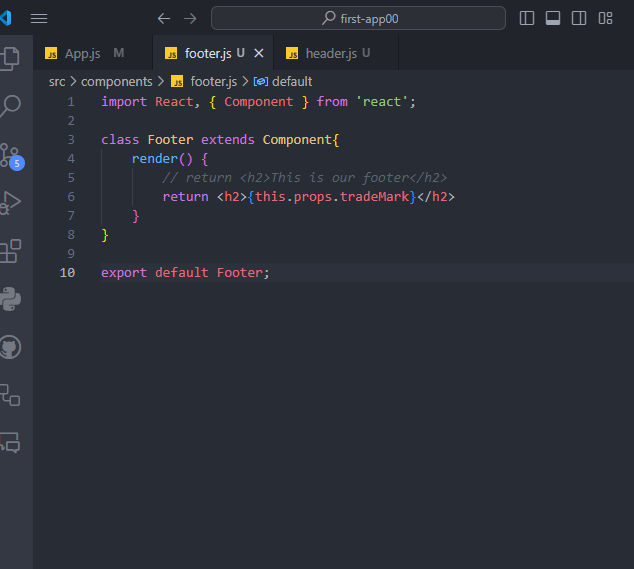 first-app00
App.js M
footer.js U
header.js U
src > components > footer.js > default
1 import React, { Component } from 'react';
2
3 class Footer extends Component{
4 render() {
5 // return <h2>This is our footer</h2>
6 return <h2>{this.props.tradeMark}</h2>
7 }
8 }
9
10 export default Footer;
5